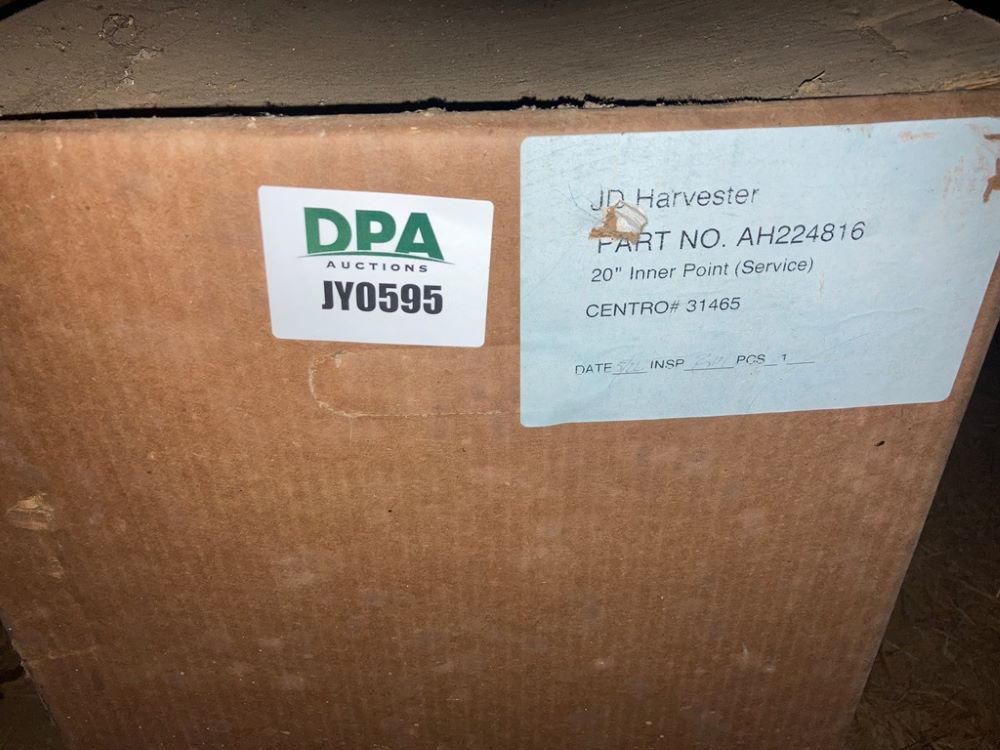 DPA
AUCTIONS
JY0595
JD Harvester
PART NO. AH224816
20" Inner Point (Service)
CENTRO# 31465
DATE INSP PCS 1